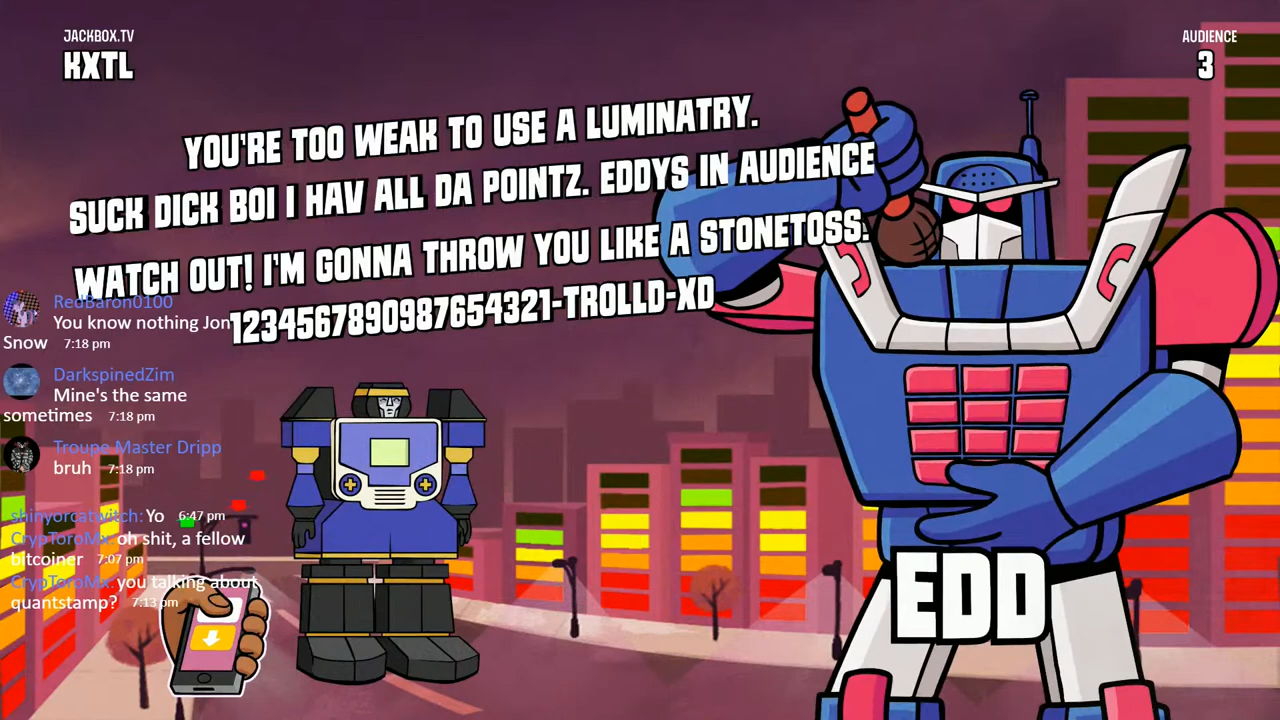 JACKBOX.TV
KXTL
AUDIENCE
3
YOU'RE TOO WEAK TO USE A LUMINATRY.
SUCK DICK BOI I HAV ALL DA POINTZ. EDDYS IN AUDIENCE
WATCH OUT! I'M GONNA THROW YOU LIKE A STONETOSS.
1234567890987654321-TROLLD-XD
RedBaron0100
You know nothing Jon
Snow 7:18 pm
DarkspinedZim
Mine's the same
sometimes 7:18 pm
Troupe Master Dripp
bruh 7:18 pm
shinyorcatwitch: Yo 6:47 pm
CrypToroMx: oh shit, a fellow
bitcoiner 7:07 pm
CrypToroMx: you talking about
quantstamp? 7:13 pm
EDD